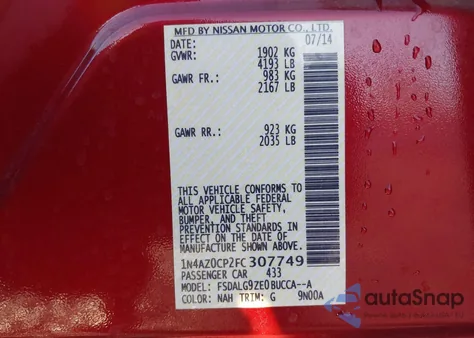 MFD BY NISSAN MOTOR CO., LTD.
DATE: 07/14
GVWR: 1902 KG
4193 LB
GAWR FR: 983 KG
2167 LB
GAWR RR: 923 KG
2035 LB
THIS VEHICLE CONFORMS TO
ALL APPLICABLE FEDERAL
MOTOR VEHICLE SAFETY,
BUMPER, AND THEFT
PREVENTION STANDARDS IN
EFFECT ON THE DATE OF
MANUFACTURE SHOWN ABOVE.
1N4AZ0CP2FC307749
PASSENGER CAR 433
MODEL: FSDALG9ZE0BUCCA--A
COLOR: NAH TRIM: G 9N00A
autoSnap
www.autosnap.us